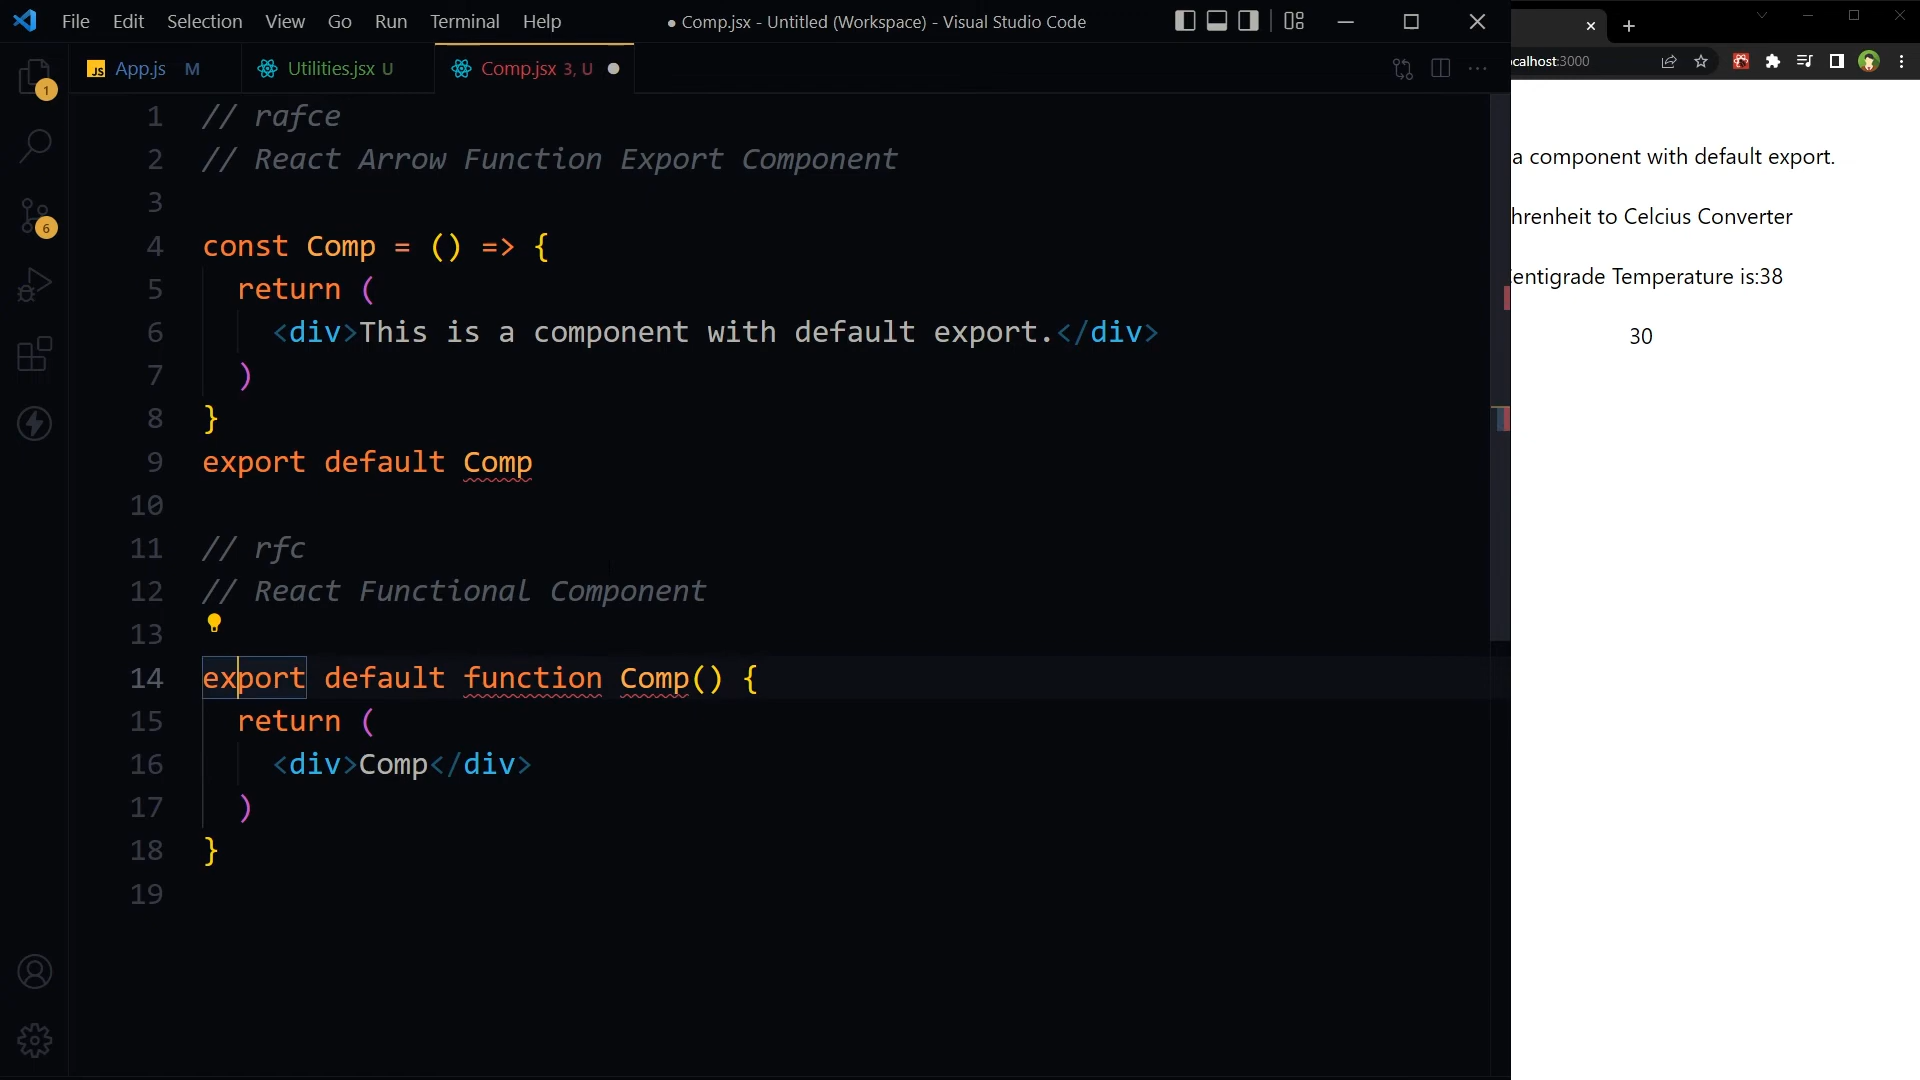 File Edit Selection View Go Run Terminal Help
● Comp.jsx - Untitled (Workspace) - Visual Studio Code
JS App.js M
Utilities.jsx U
Comp.jsx 3, U
1 // rafce
2 // React Arrow Function Export Component
3
4 const Comp = () => {
5 return (
6 <div>This is a component with default export.</div>
7 )
8 }
9 export default Comp
10
11 // rfc
12 // React Functional Component
13
14 export default function Comp() {
15 return (
16 <div>Comp</div>
17 )
18 }
19
1
6
ocalhost:3000
a component with default export.
hrenheit to Celcius Converter
entigrade Temperature is:38
30